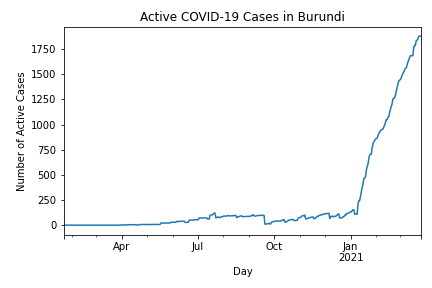 Active COVID-19 Cases in Burundi
Number of Active Cases
1750
1500
1250
1000
750
500
250
0
Apr
Jul
Oct
Jan
2021
Day